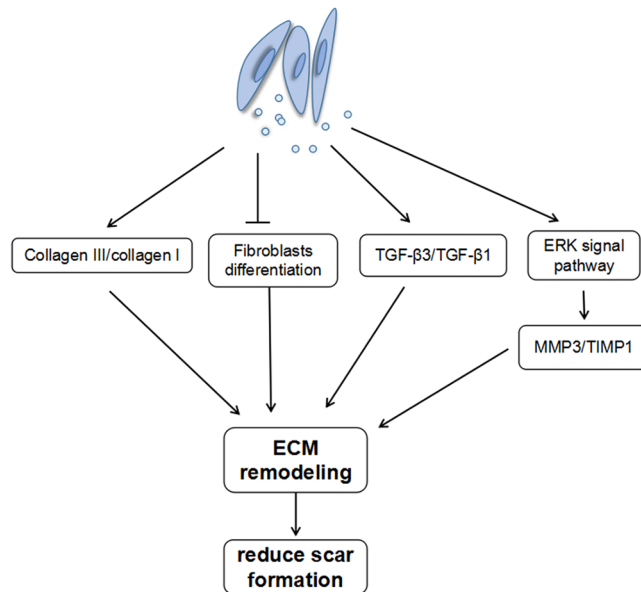 Collagen III/collagen I
Fibroblasts
differentiation
TGF-β3/TGF-β1
ERK signal
pathway
MMP3/TIMP1
ECM
remodeling
reduce scar
formation